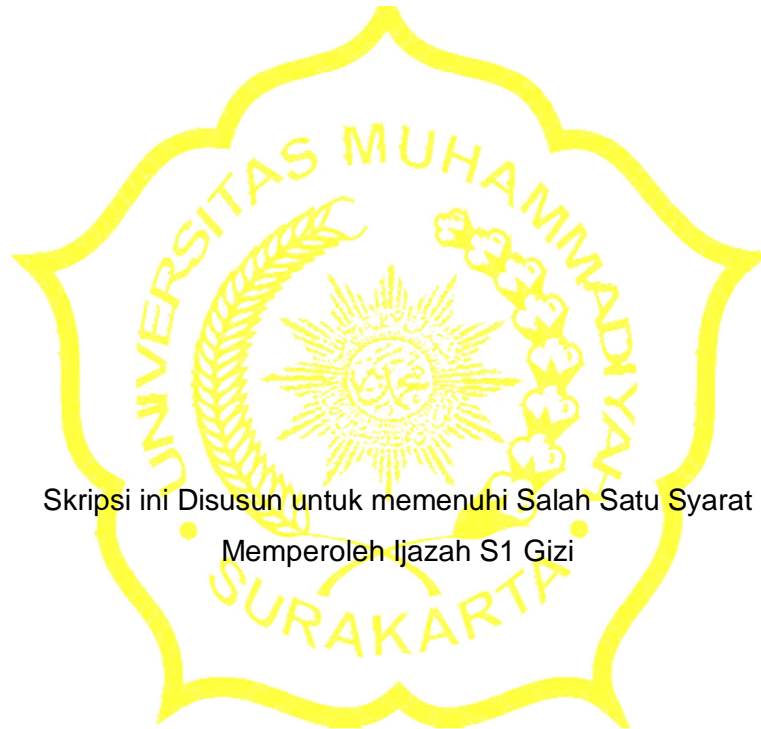 UNIVERSITAS MUHAMMADIYAH
Skripsi ini Disusun untuk memenuhi Salah Satu Syarat
Memperoleh Ijazah S1 Gizi
SURAKARTA